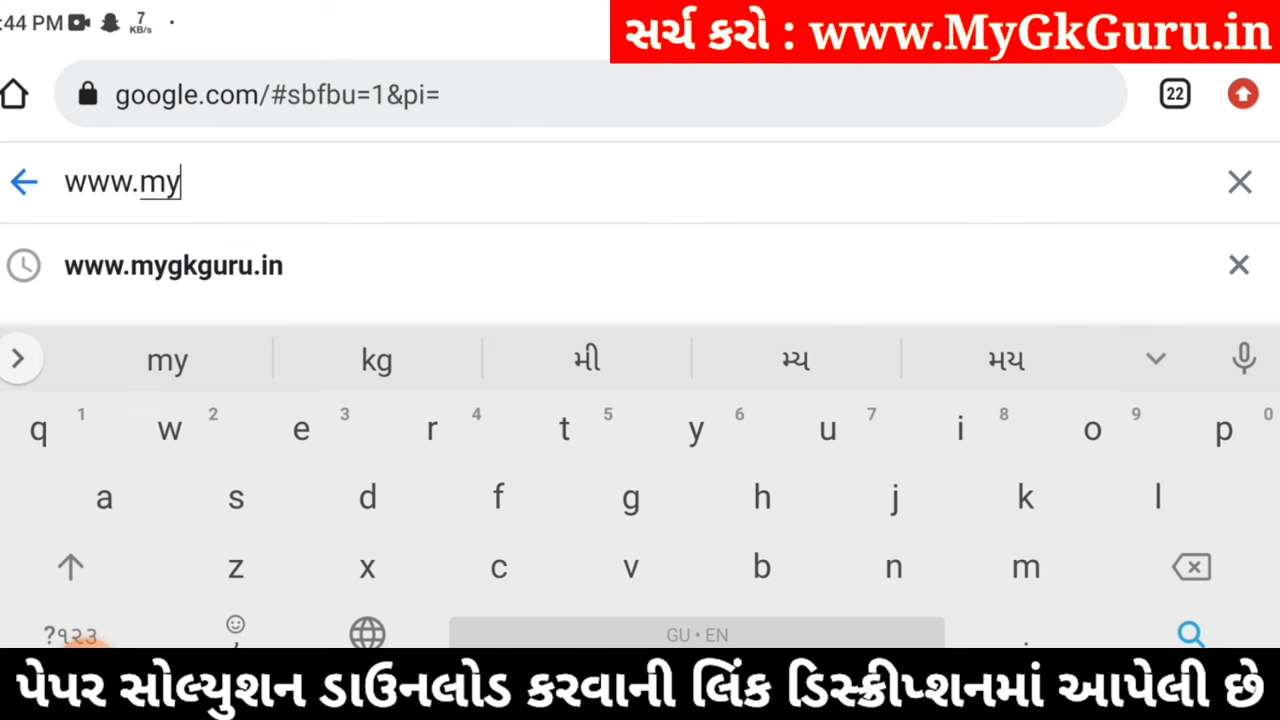 :44 PM 7 KB/s
સર્ચ કરો : www.MyGkGuru.in
google.com/#sbfbu=1&pi= 22
www.my
www.mygkguru.in
my kg મી મ્ય મય
q 1 w 2 e 3 r 4 t 5 y 6 u 7 i 8 o 9 p 0
a s d f g h j k l
z x c v b n m
?૧૨૩ , GU • EN .
પેપર સોલ્યુશન ડાઉનલોડ કરવાની લિંક ડિસ્ક્રીપ્શનમાં આપેલી છે